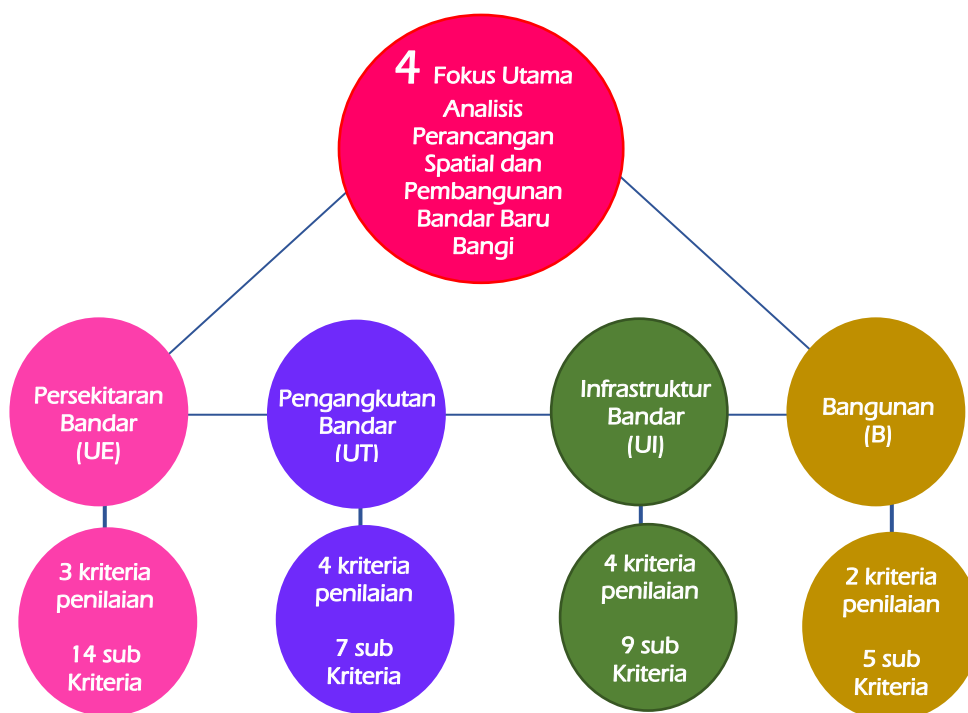 4 Fokus Utama
Analisis
Perancangan
Spatial dan
Pembangunan
Bandar Baru
Bangi
Persekitaran
Bandar
(UE)
Pengangkutan
Bandar
(UT)
Infrastruktur
Bandar
(UI)
Bangunan
(B)
3 kriteria
penilaian
14 sub
Kriteria
4 kriteria
penilaian
7 sub
Kriteria
4 kriteria
penilaian
9 sub
Kriteria
2 kriteria
penilaian
5 sub
Kriteria